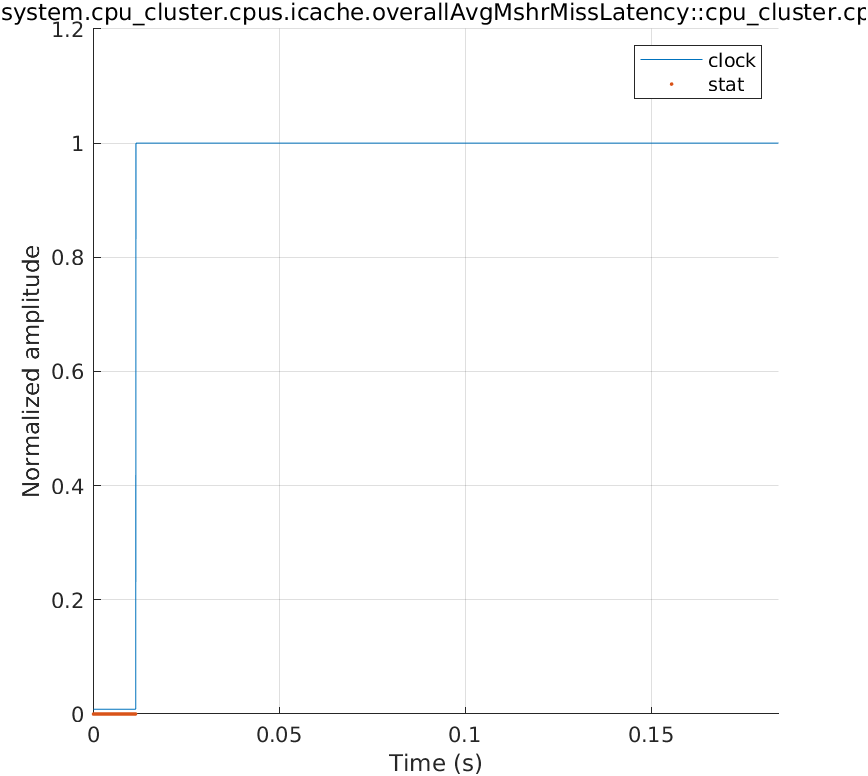 system.cpu_cluster.cpus.icache.overallAvgMshrMissLatency::cpu_cluster.cp
1.2
clock
stat
1
0.8
0.6
0.4
0.2
0
Normalized amplitude
0
0.05
0.1
0.15
Time (s)